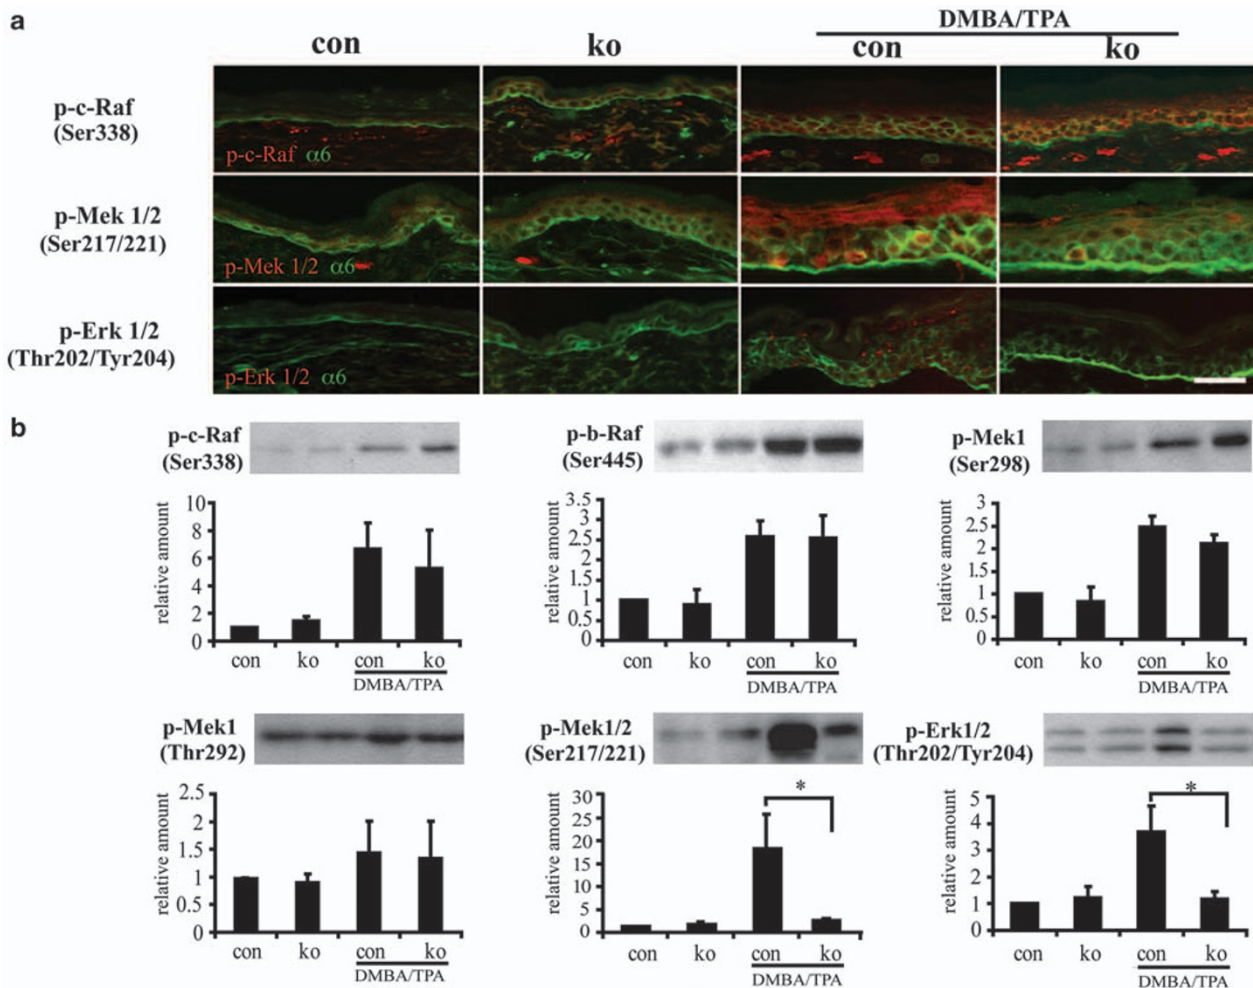 a
DMBA/TPA
con ko con ko
p-c-Raf
(Ser338)
p-c-Raf α6
p-Mek 1/2
(Ser217/221)
p-Mek 1/2 α6
p-Erk 1/2
(Thr202/Tyr204)
p-Erk 1/2 α6
b
p-c-Raf
(Ser338)
relative amount
10
8
6
4
2
0
con ko con ko
DMBA/TPA
p-b-Raf
(Ser445)
relative amount
3.5
3
2.5
2
1.5
1
0.5
0
con ko con ko
DMBA/TPA
p-Mek1
(Ser298)
relative amount
3
2.5
2
1.5
1
0.5
0
con ko con ko
DMBA/TPA
p-Mek1
(Thr292)
relative amount
2.5
2
1.5
1
0.5
0
con ko con ko
DMBA/TPA
p-Mek1/2
(Ser217/221)
relative amount
30
25
20
15
10
5
0
*
con ko con ko
DMBA/TPA
p-Erk1/2
(Thr202/Tyr204)
relative amount
5
4
3
2
1
0
*
con ko con ko
DMBA/TPA